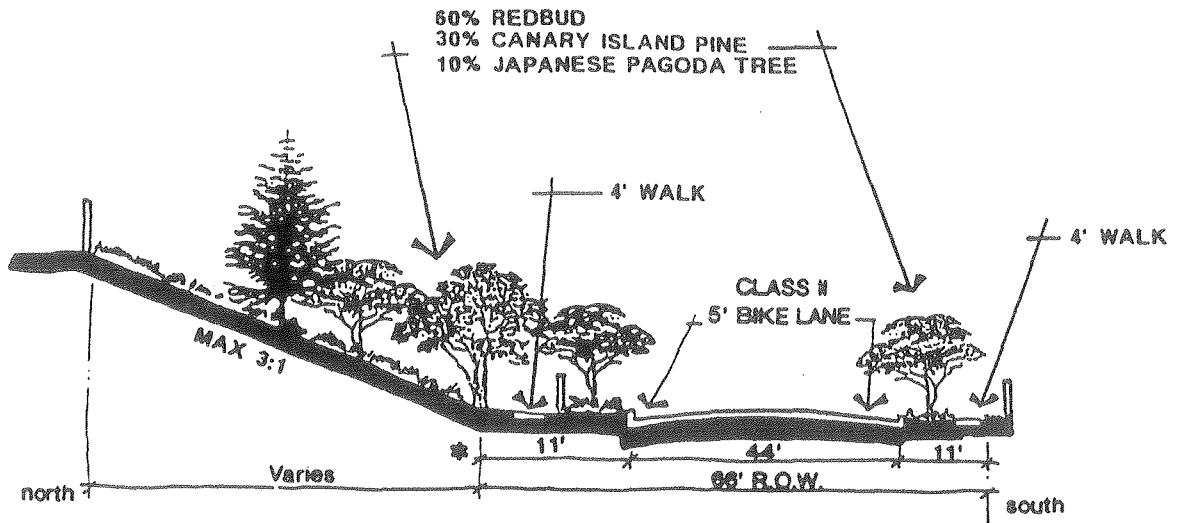 60% REDBUD
30% CANARY ISLAND PINE
10% JAPANESE PAGODA TREE
4' WALK
4' WALK
CLASS II
5' BIKE LANE
MAX 3:1
*
11'
44'
11'
Varies
66' R.O.W.
north
south